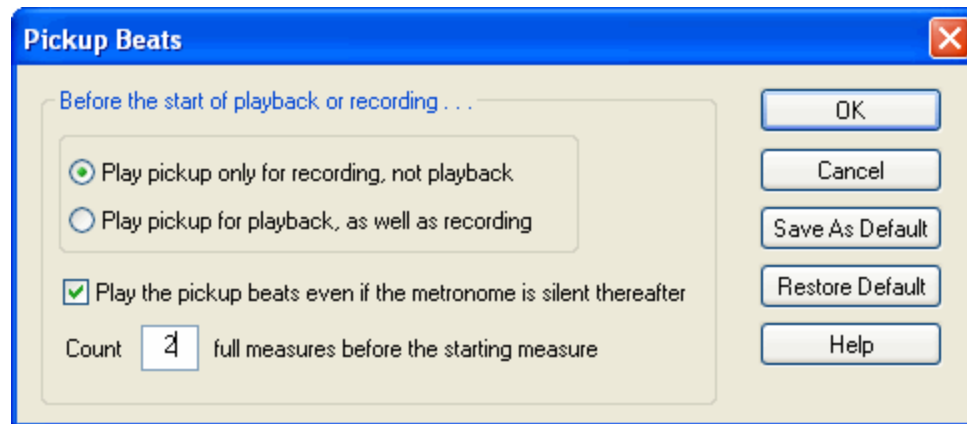 Pickup Beats
Before the start of playback or recording . . .
Play pickup only for recording, not playback
Play pickup for playback, as well as recording
Play the pickup beats even if the metronome is silent thereafter
Count 2 full measures before the starting measure
OK
Cancel
Save As Default
Restore Default
Help